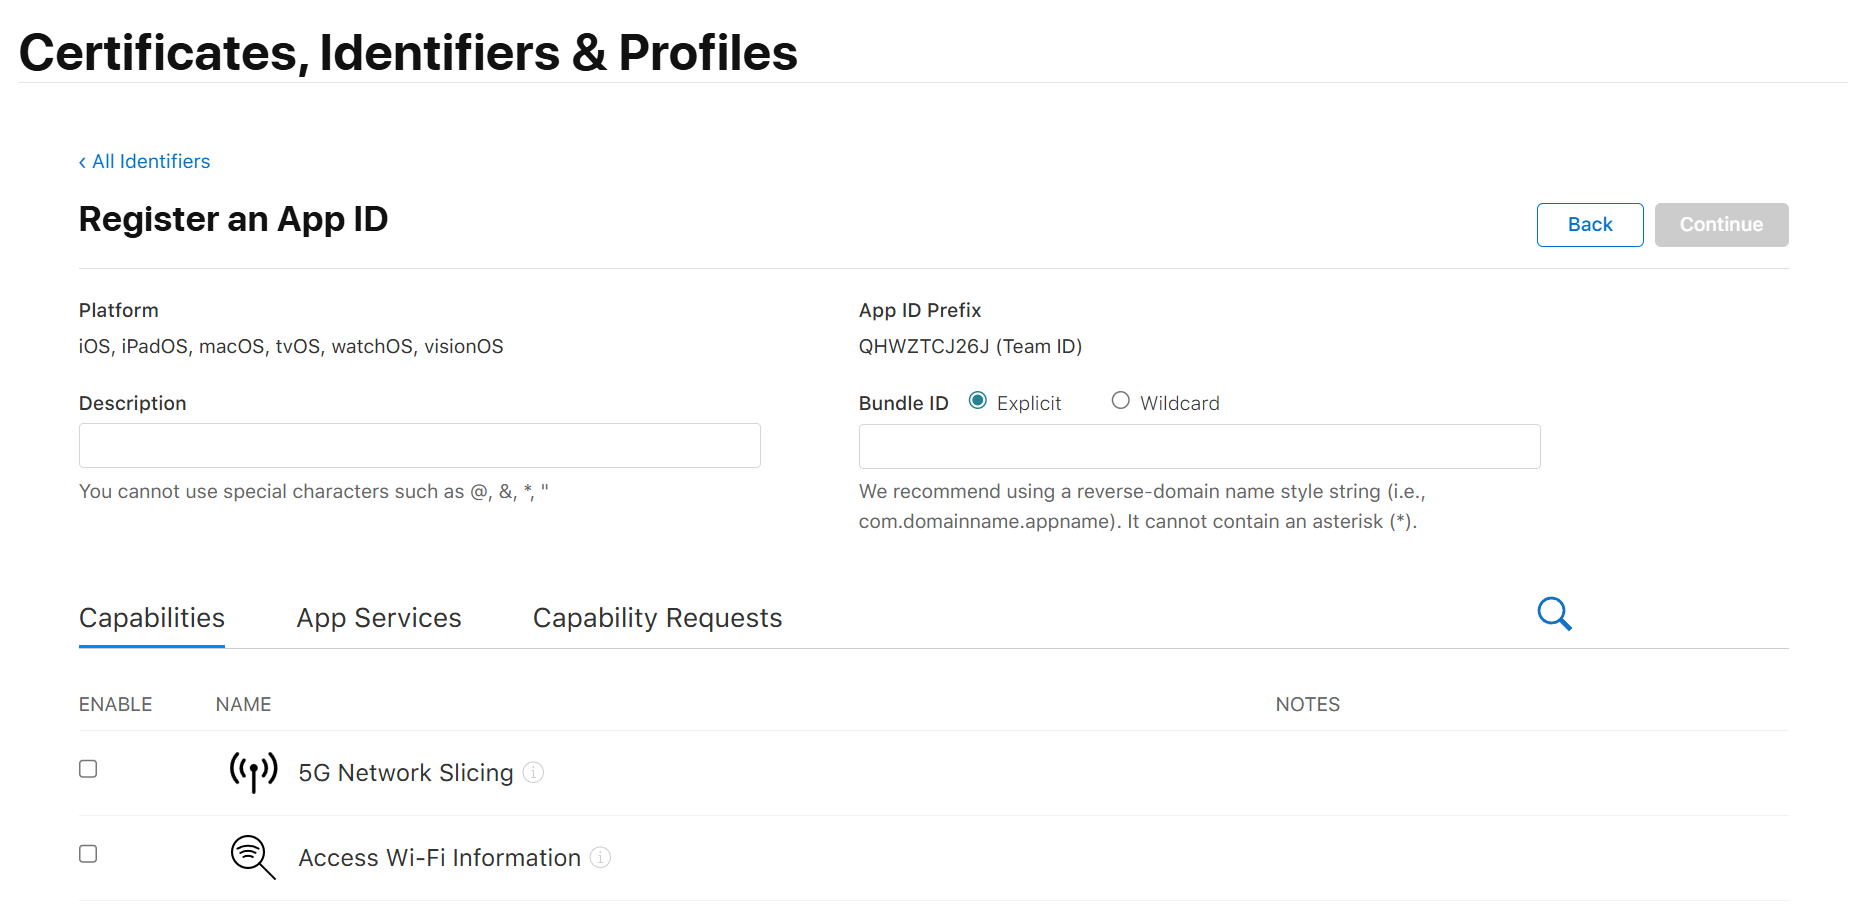 Certificates, Identifiers & Profiles
‹ All Identifiers
Register an App ID
Back
Continue
Platform
iOS, iPadOS, macOS, tvOS, watchOS, visionOS
App ID Prefix
QHWZTCJ26J (Team ID)
Description
You cannot use special characters such as @, &, *, "
Bundle ID Explicit Wildcard
We recommend using a reverse-domain name style string (i.e.,
com.domainname.appname). It cannot contain an asterisk (*).
Capabilities App Services Capability Requests
ENABLE NAME NOTES
5G Network Slicing
Access Wi-Fi Information